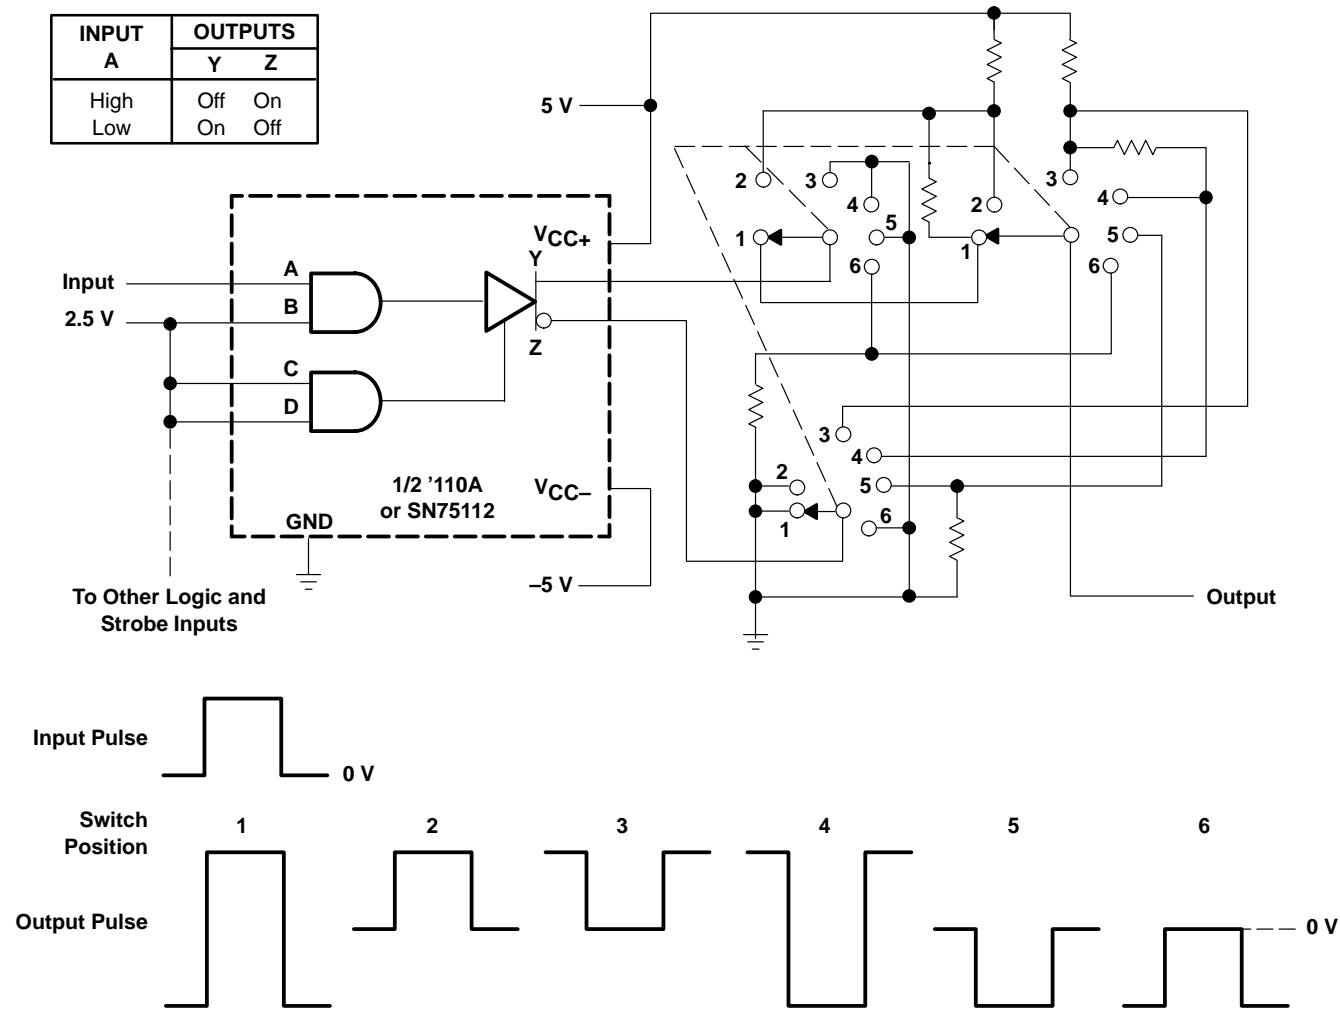 INPUT OUTPUTS
A Y Z
High Off On
Low On Off
5 V
2 3
4
5
1
6
2
1
3
4
5
6
VCC+
Y
Input
A
2.5 V
B
Z
C
D
3
4
2
5
1
6
1/2 '110A
or SN75112
VCC–
GND
–5 V
To Other Logic and
Strobe Inputs
Output
Input Pulse
0 V
Switch
Position
1 2 3 4 5 6
Output Pulse
0 V